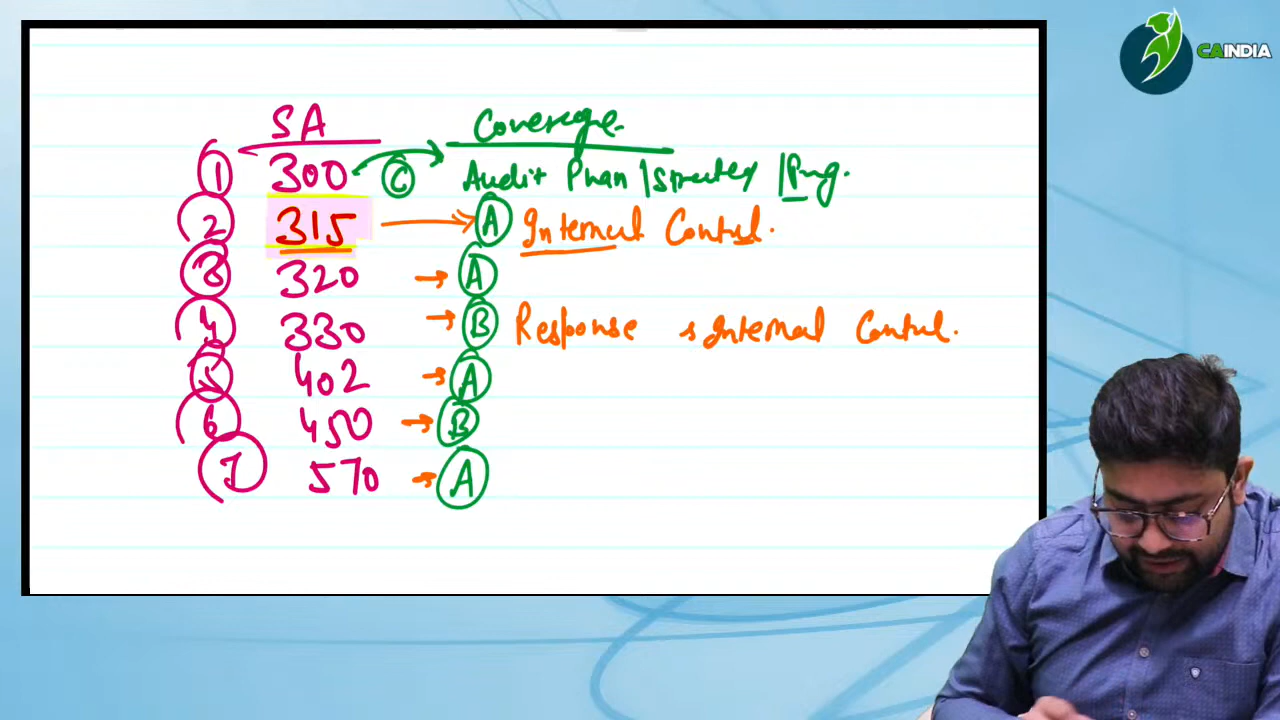 CAINDIA
SA Coverage
1 300 C Audit Plan / Strategy / Prog.
2 315 A Internal Control.
3 320 A
4 330 B Response Internal Control.
5 402 A
6 450 B
7 570 A